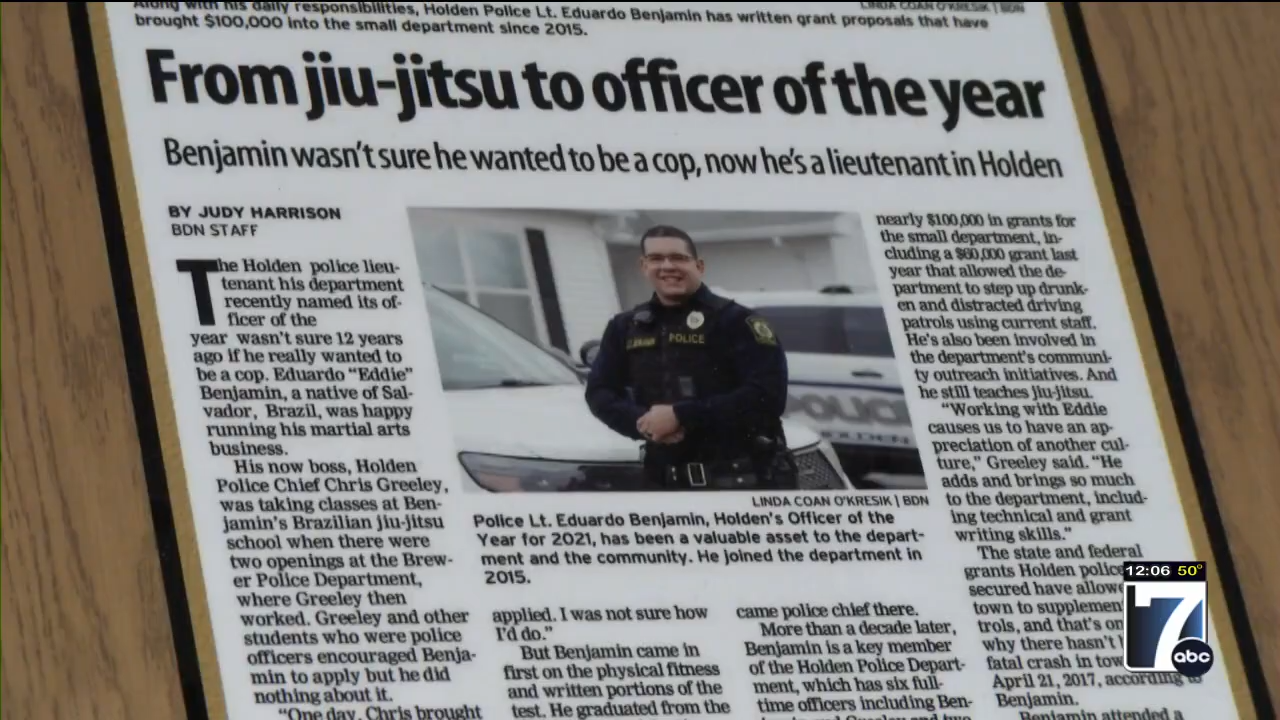 Along with his daily responsibilities, Holden Police Lt. Eduardo Benjamin has written grant proposals that have
brought $100,000 into the small department since 2015.
LINDA COAN O'KRESIK | BDN
From jiu-jitsu to officer of the year
Benjamin wasn't sure he wanted to be a cop, now he's a lieutenant in Holden
BY JUDY HARRISON
BDN STAFF
The Holden police lieu-
tenant his department
recently named its of-
ficer of the
year wasn't sure 12 years
ago if he really wanted to
be a cop. Eduardo "Eddie"
Benjamin, a native of Sal-
vador, Brazil, was happy
running his martial arts
business.
His now boss, Holden
Police Chief Chris Greeley,
was taking classes at Ben-
jamin's Brazilian jiu-jitsu
school when there were
two openings at the Brew-
er Police Department,
where Greeley then
worked. Greeley and other
students who were police
officers encouraged Benja-
min to apply but he did
nothing about it.
"One day, Chris brought
POLICE
POLICE
HOLDEN
LINDA COAN O'KRESIK | BDN
Police Lt. Eduardo Benjamin, Holden's Officer of the
Year for 2021, has been a valuable asset to the depart-
ment and the community. He joined the department in
2015.
applied. I was not sure how
I'd do."
But Benjamin came in
first on the physical fitness
and written portions of the
test. He graduated from the
came police chief there.
More than a decade later,
Benjamin is a key member
of the Holden Police Depart-
ment, which has six full-
time officers including Ben-
nearly $100,000 in grants for
the small department, in-
cluding a $60,000 grant last
year that allowed the de-
partment to step up drunk-
en and distracted driving
patrols using current staff.
He's also been involved in
the department's communi-
ty outreach initiatives. And
he still teaches jiu-jitsu.
"Working with Eddie
causes us to have an ap-
preciation of another cul-
ture," Greeley said. "He
adds and brings so much
to the department, includ-
ing technical and grant
writing skills."
The state and federal
grants Holden police
secured have allow
town to supplemen
trols, and that's on
why there hasn't
fatal crash in tow
April 21, 2017, according to
Benjamin.
Benjamin attended a
12:06 50°
7
abc